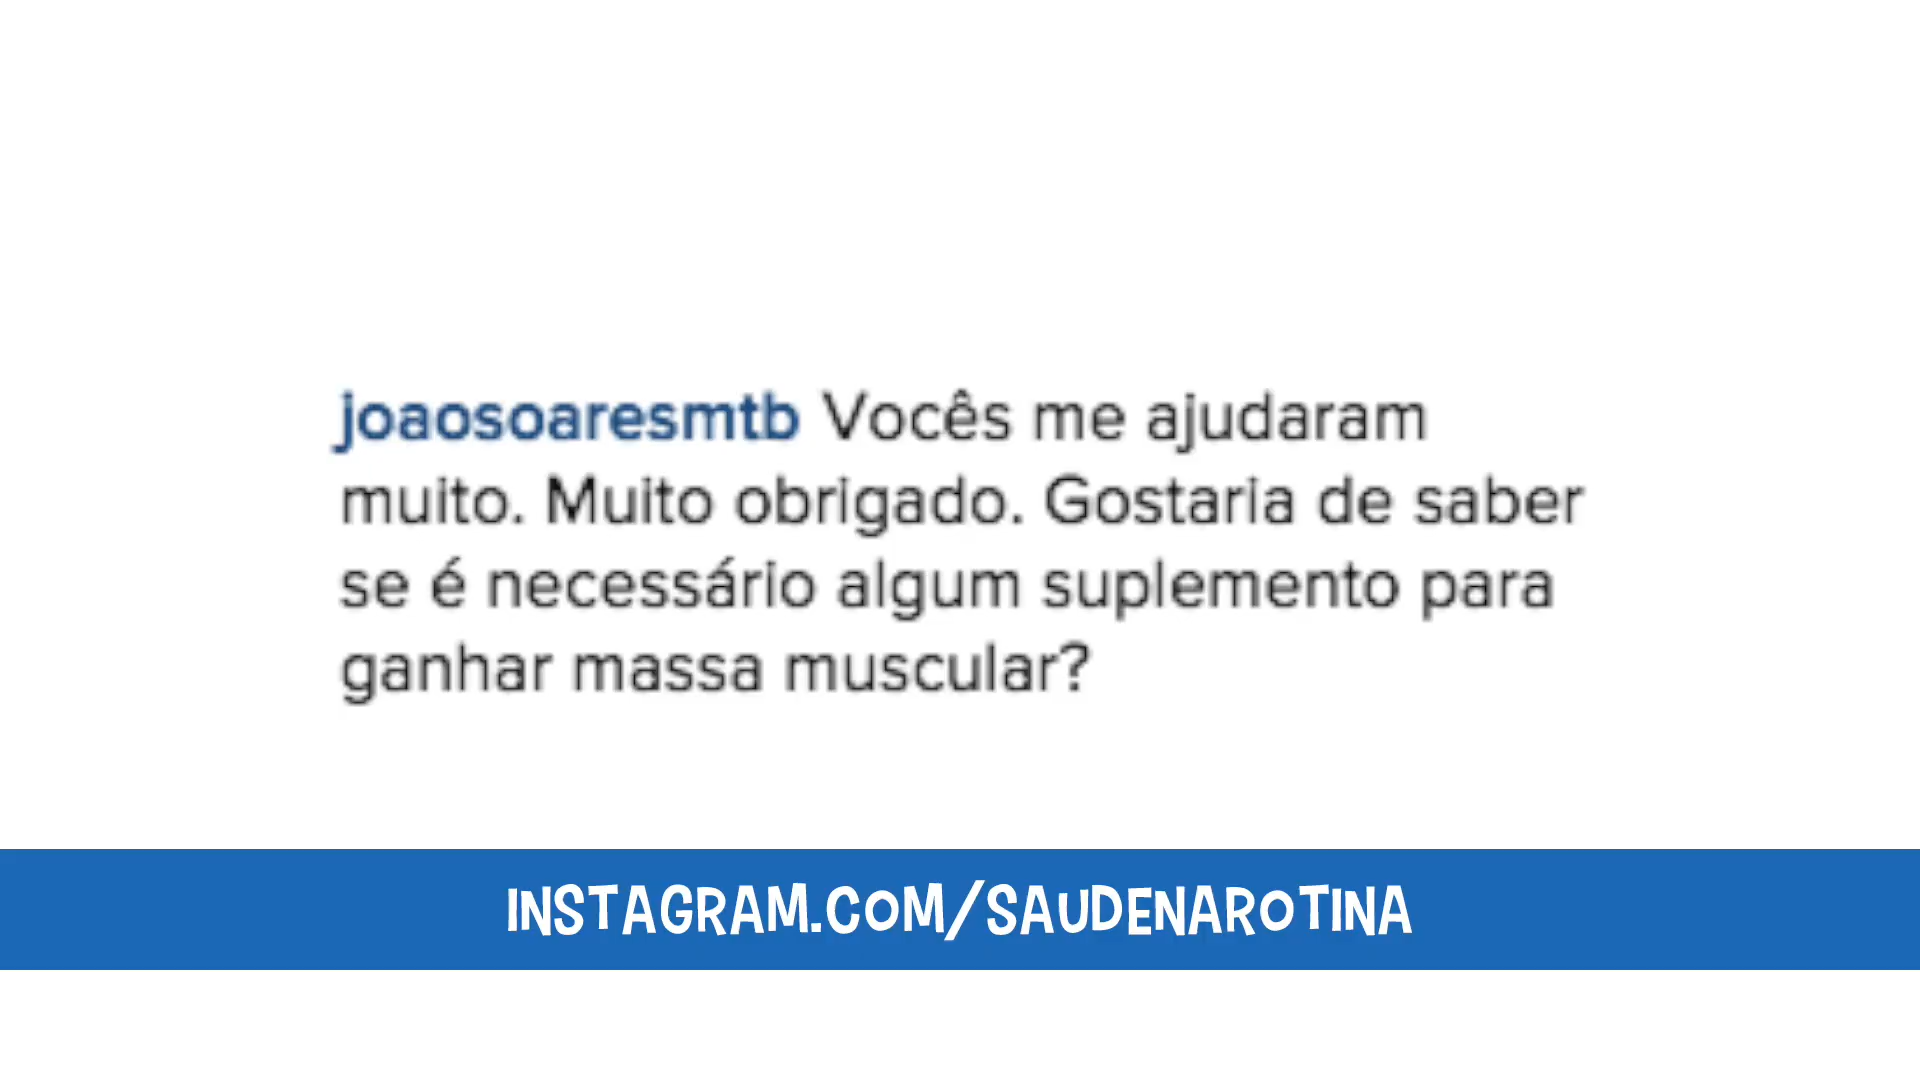 joaosoaresmtb Vocês me ajudaram
muito. Muito obrigado. Gostaria de saber
se é necessário algum suplemento para
ganhar massa muscular?
INSTAGRAM.COM/SAUDENAROTINA